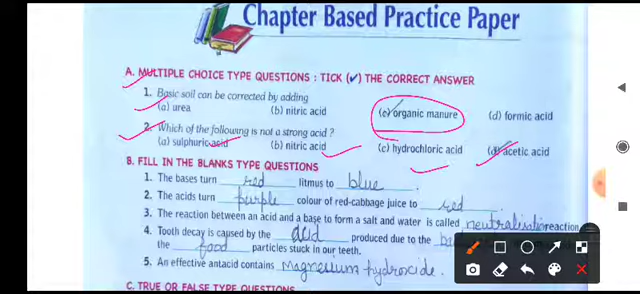 Chapter Based Practice Paper
A. MULTIPLE CHOICE TYPE QUESTIONS : TICK (✓) THE CORRECT ANSWER
1. Basic soil can be corrected by adding
(a) urea (b) nitric acid (c) organic manure (d) formic acid
2. Which of the following is not a strong acid ?
(a) sulphuric acid (b) nitric acid (c) hydrochloric acid (d) acetic acid
B. FILL IN THE BLANKS TYPE QUESTIONS
1. The bases turn red litmus to blue.
2. The acids turn purple colour of red-cabbage juice to red.
3. The reaction between an acid and a base to form a salt and water is called neutralisation reaction
4. Tooth decay is caused by the acid produced due to the
the food particles stuck in our teeth.
5. An effective antacid contains Magnesium hydroxide.
C. TRUE OR FALSE TYPE QUESTIONS